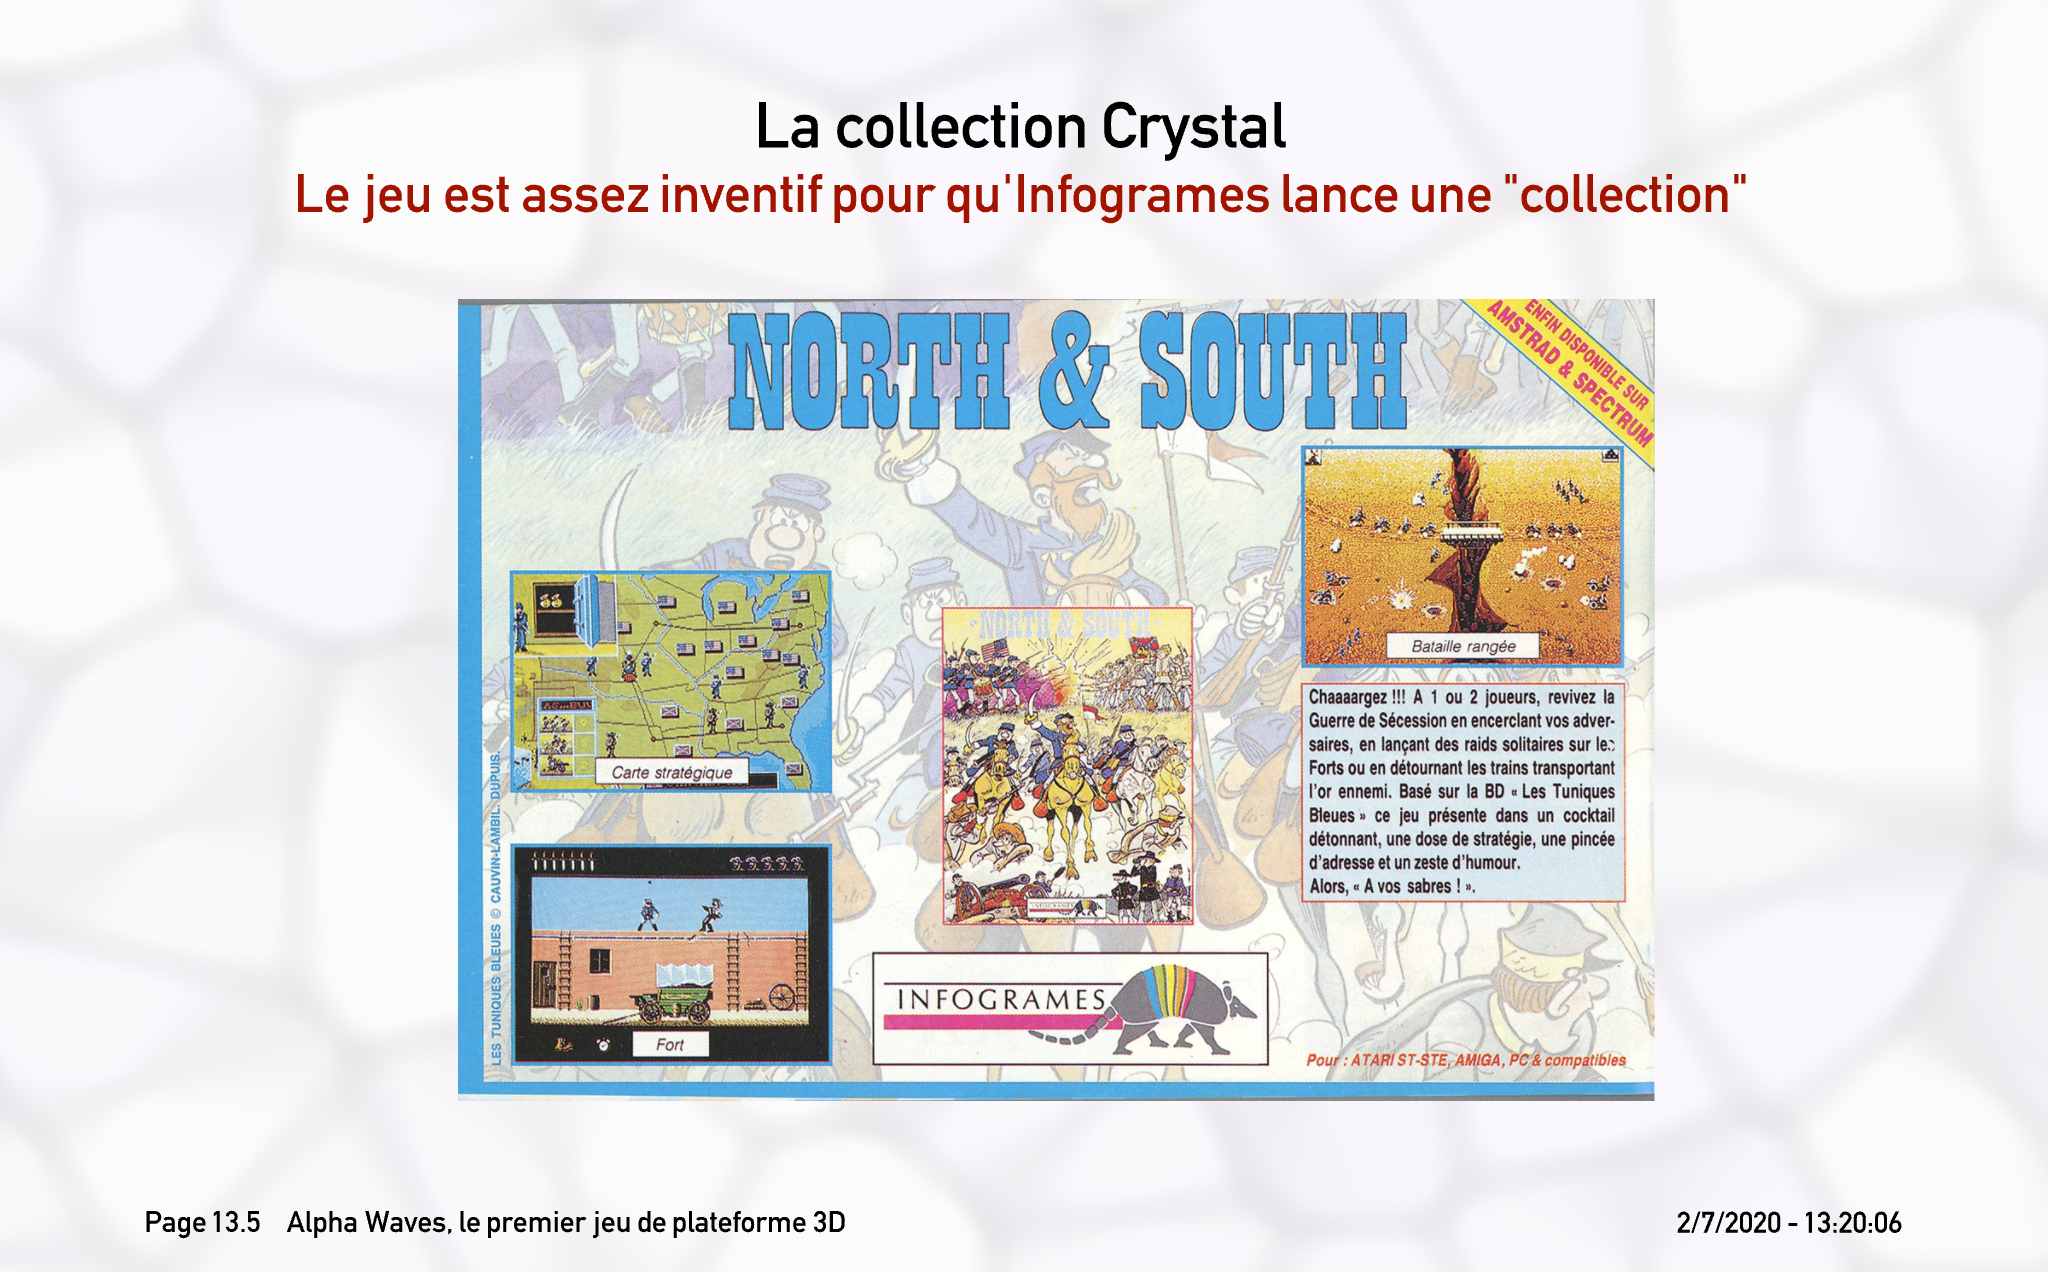 La collection Crystal
Le jeu est assez inventif pour qu'Infogrames lance une "collection"
NORTH & SOUTH
ENFIN DISPONIBLE SUR
AMSTRAD & SPECTRUM
Bataille rangée
Carte stratégique
NORTH & SOUTH
INFOGRAMES
Chaaaargez !!! A 1 ou 2 joueurs, revivez la
Guerre de Sécession en encerclant vos adver-
saires, en lançant des raids solitaires sur les
Forts ou en détournant les trains transportant
l'or ennemi. Basé sur la BD « Les Tuniques
Bleues » ce jeu présente dans un cocktail
détonnant, une dose de stratégie, une pincée
d'adresse et un zeste d'humour.
Alors, « A vos sabres ! ».
Fort
LES TUNIQUES BLEUES © CAUVIN-LAMBIL. DUPUIS.
INFOGRAMES
Pour : ATARI ST-STE, AMIGA, PC & compatibles
Page 13.5 Alpha Waves, le premier jeu de plateforme 3D
2/7/2020 - 13:20:06